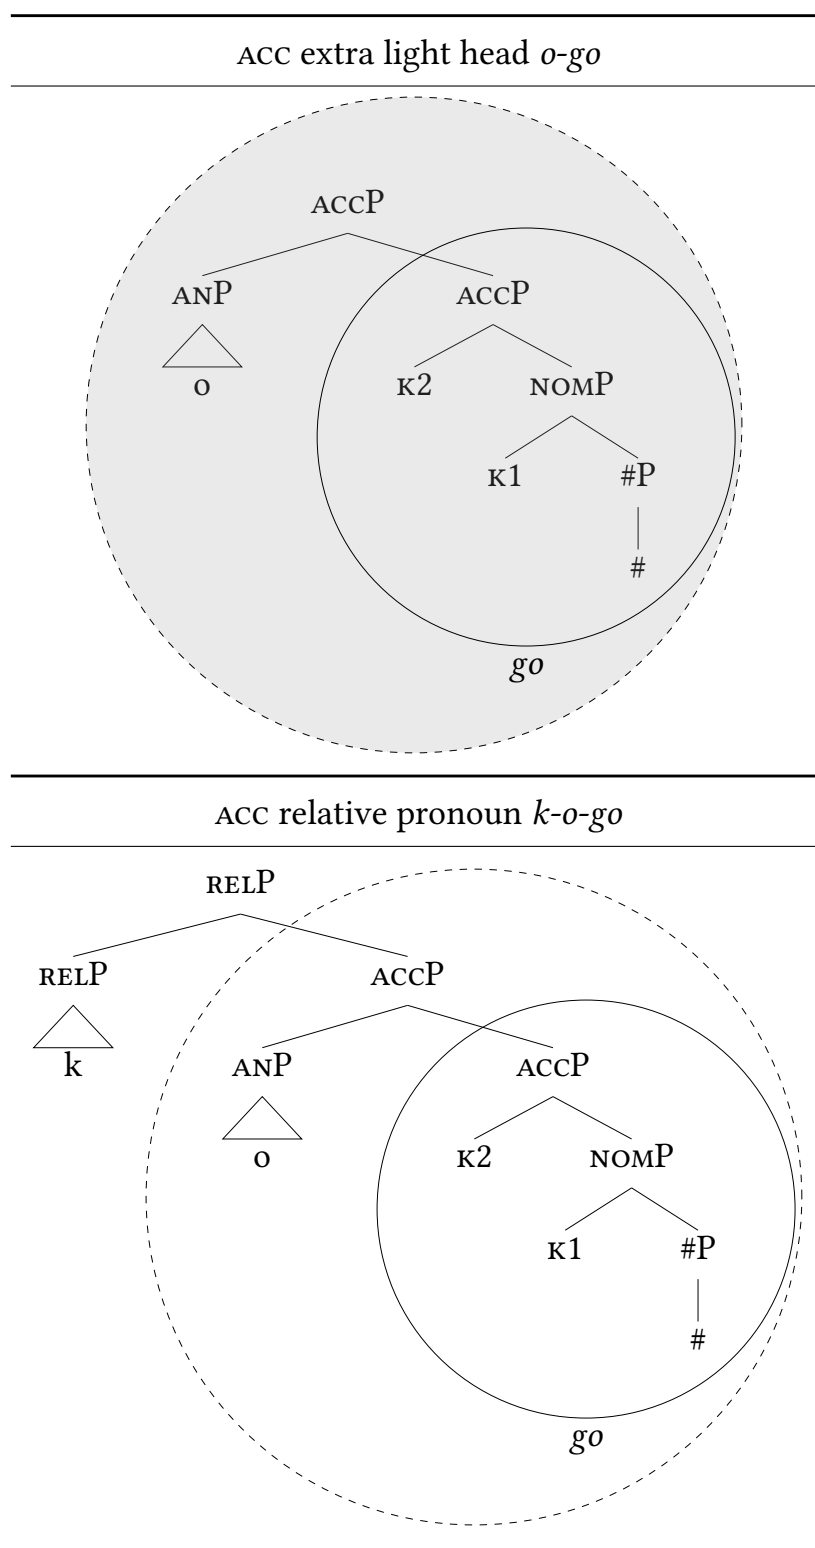 ACC extra light head o-go
ACCP
ANP ACCP
o K2 NOMP
K1 #P
#
go
ACC relative pronoun k-o-go
RELP
RELP ACCP
k ANP ACCP
o K2 NOMP
K1 #P
#
go